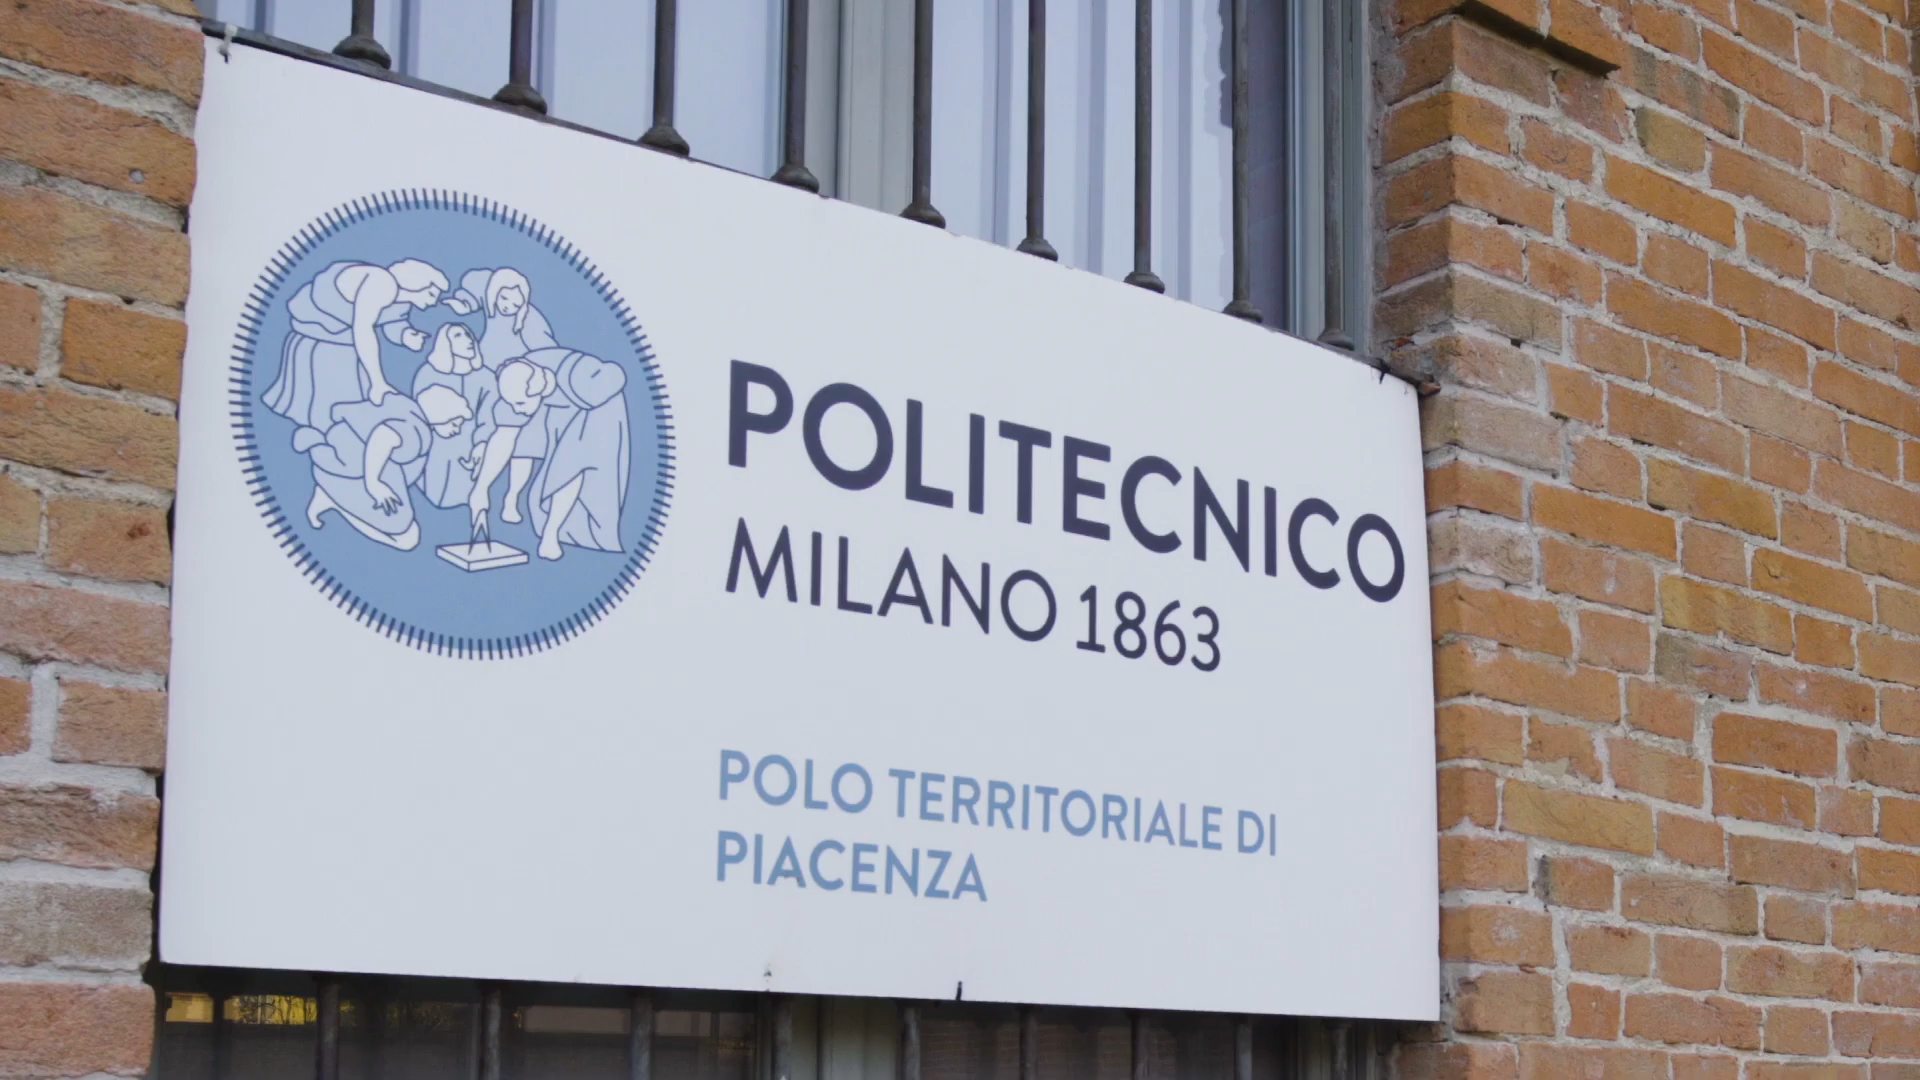 POLITECNICO
MILANO 1863
POLO TERRITORIALE DI
PIACENZA